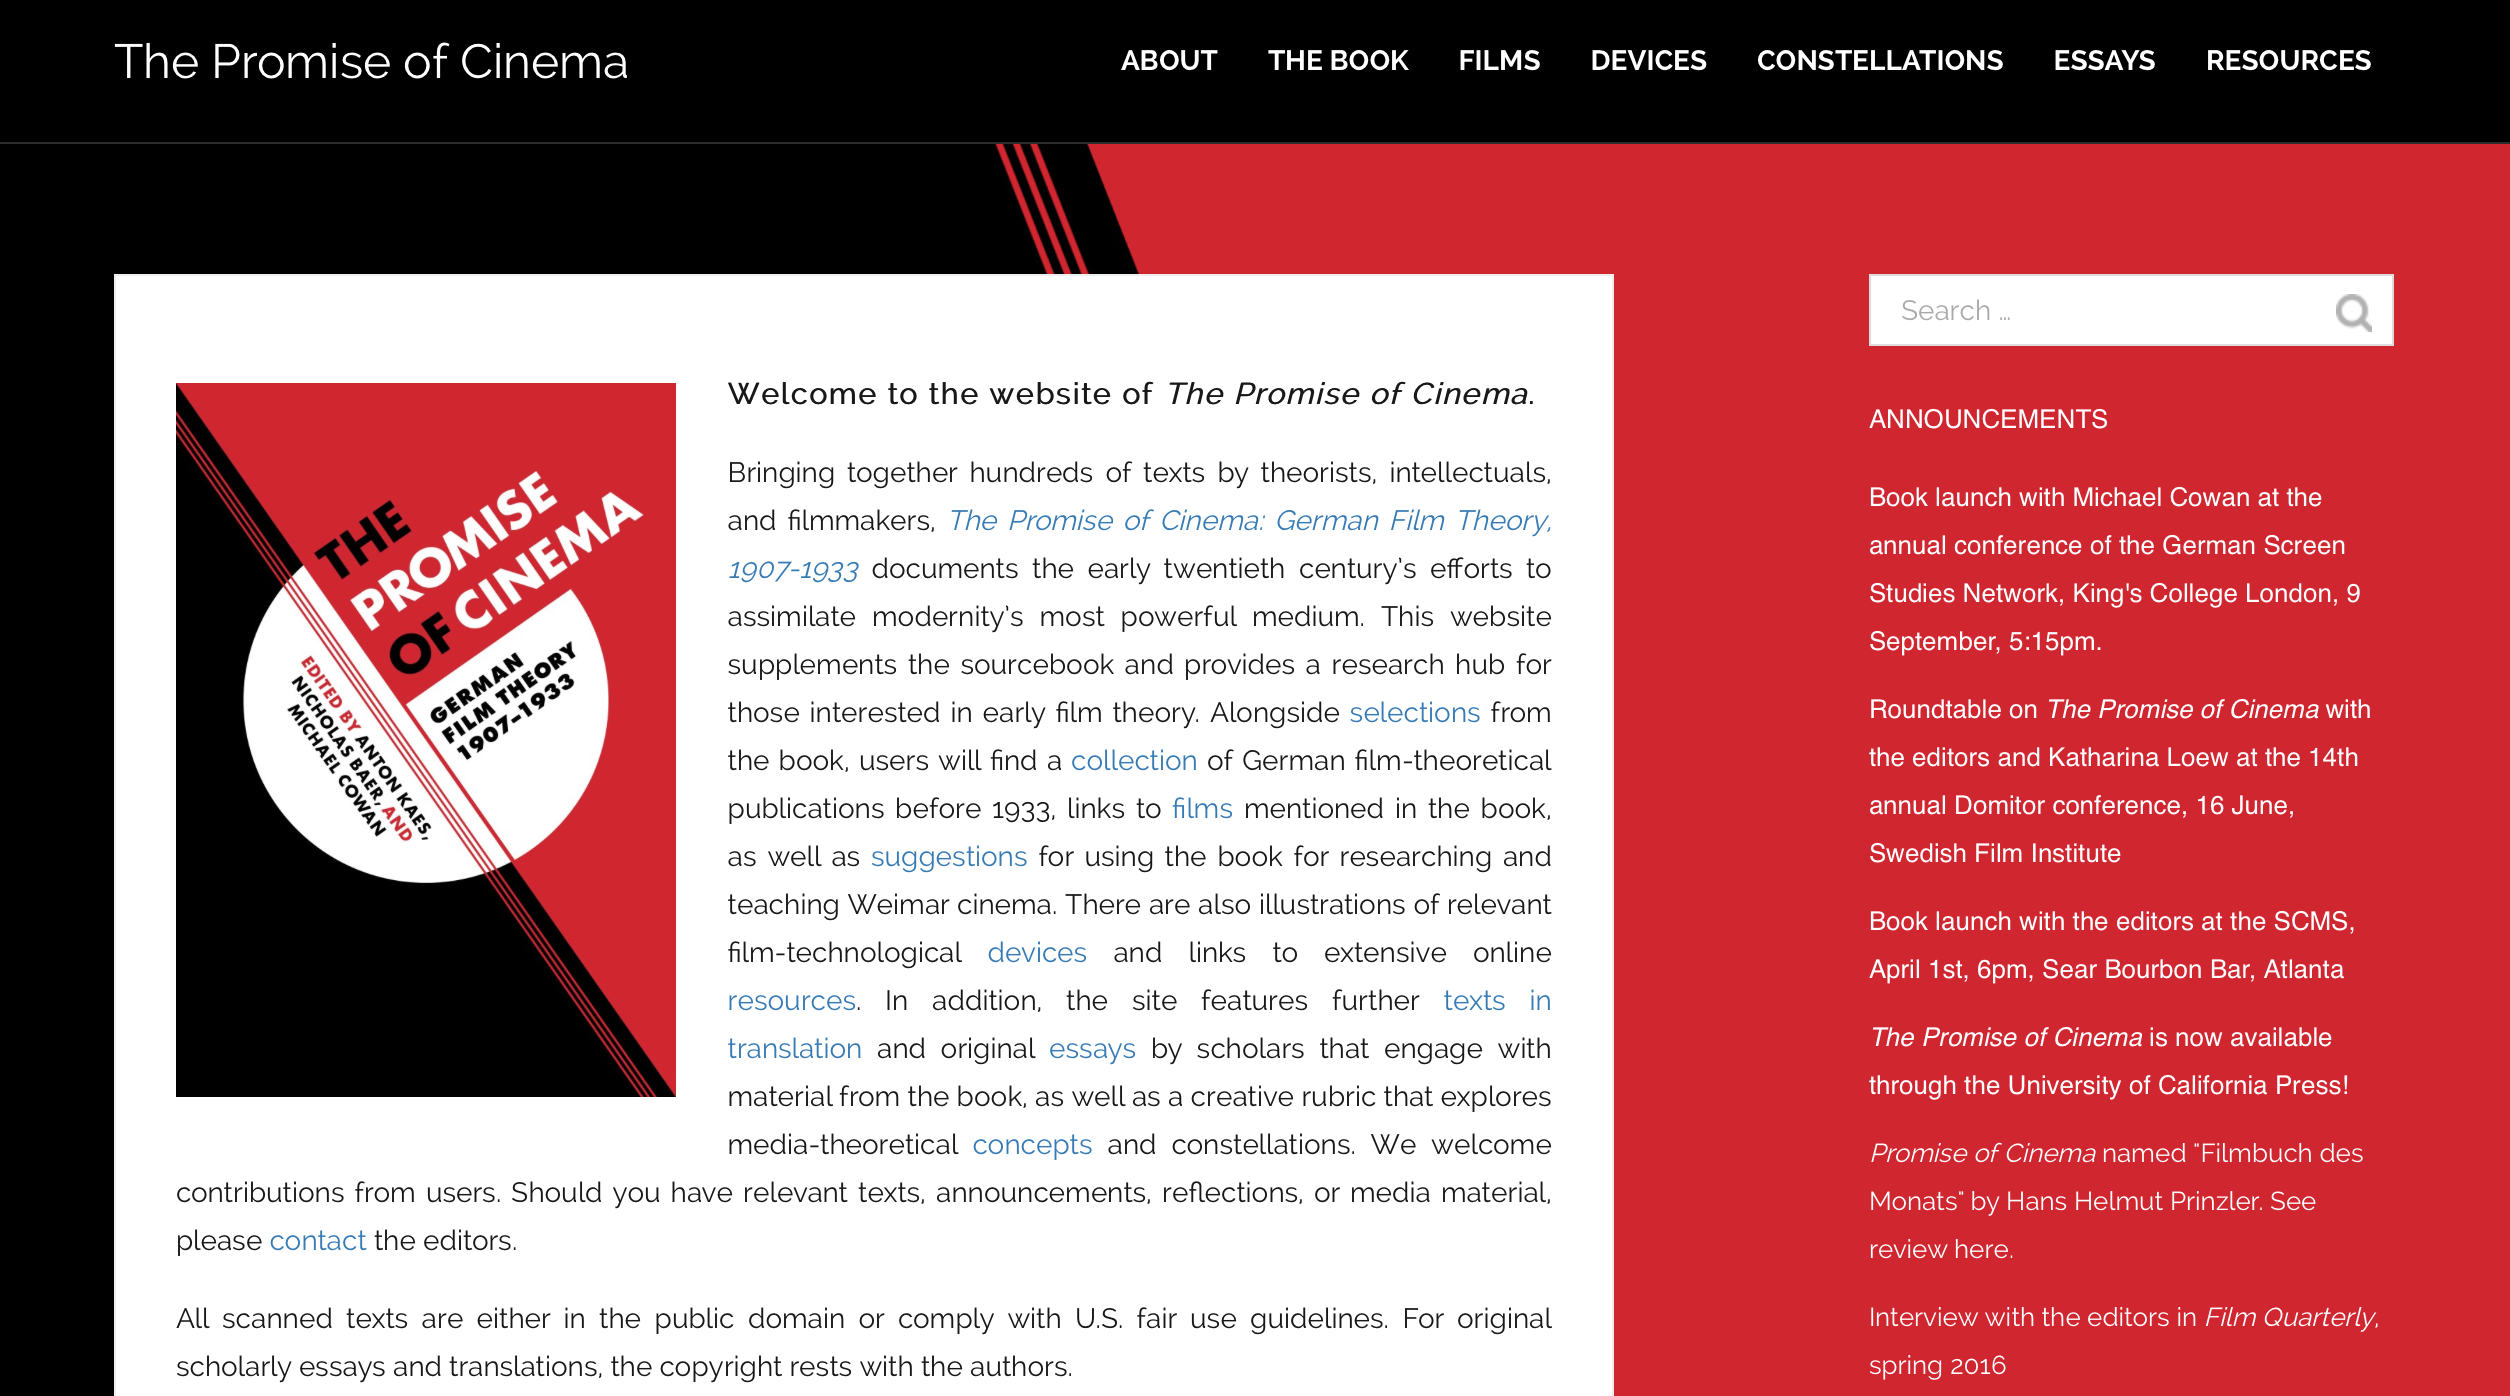 The Promise of Cinema
ABOUT THE BOOK FILMS DEVICES CONSTELLATIONS ESSAYS RESOURCES
THE
PROMISE
OF CINEMA
GERMAN
FILM THEORY
1907-1933
EDITED BY ANTON KAES,
NICHOLAS BAER, AND
MICHAEL COWAN
Welcome to the website of The Promise of Cinema.
Bringing together hundreds of texts by theorists, intellectuals,
and filmmakers, The Promise of Cinema: German Film Theory,
1907-1933 documents the early twentieth century's efforts to
assimilate modernity's most powerful medium. This website
supplements the sourcebook and provides a research hub for
those interested in early film theory. Alongside selections from
the book, users will find a collection of German film-theoretical
publications before 1933, links to films mentioned in the book,
as well as suggestions for using the book for researching and
teaching Weimar cinema. There are also illustrations of relevant
film-technological devices and links to extensive online
resources. In addition, the site features further texts in
translation and original essays by scholars that engage with
material from the book, as well as a creative rubric that explores
media-theoretical concepts and constellations. We welcome
contributions from users. Should you have relevant texts, announcements, reflections, or media material,
please contact the editors.
All scanned texts are either in the public domain or comply with U.S. fair use guidelines. For original
scholarly essays and translations, the copyright rests with the authors.
Search ...
ANNOUNCEMENTS
Book launch with Michael Cowan at the
annual conference of the German Screen
Studies Network, King's College London, 9
September, 5:15pm.
Roundtable on The Promise of Cinema with
the editors and Katharina Loew at the 14th
annual Domitor conference, 16 June,
Swedish Film Institute
Book launch with the editors at the SCMS,
April 1st, 6pm, Sear Bourbon Bar, Atlanta
The Promise of Cinema is now available
through the University of California Press!
Promise of Cinema named "Filmbuch des
Monats" by Hans Helmut Prinzler. See
review here.
Interview with the editors in Film Quarterly,
spring 2016